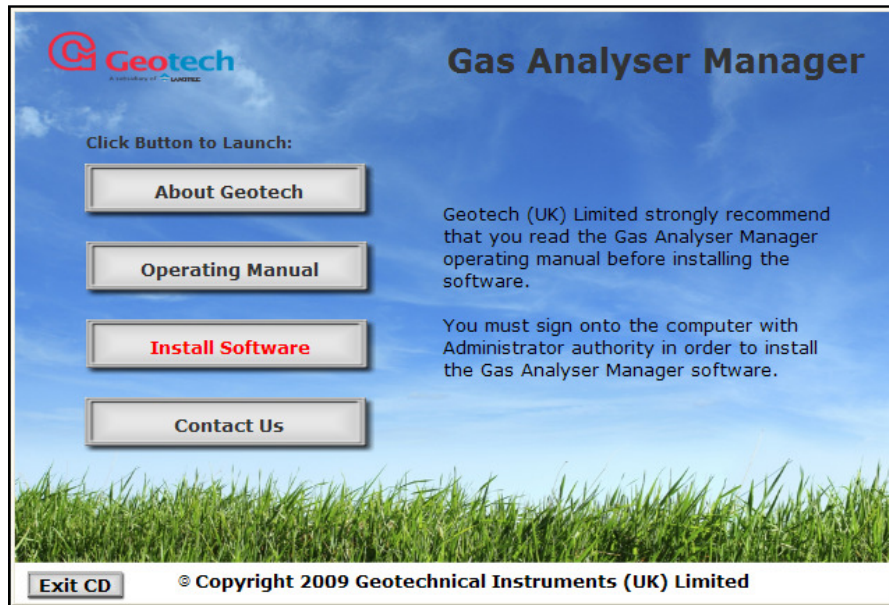 Geotech
Gas Analyser Manager
Click Button to Launch:
About Geotech
Operating Manual
Install Software
Contact Us
Geotech (UK) Limited strongly recommend
that you read the Gas Analyser Manager
operating manual before installing the
software.
You must sign onto the computer with
Administrator authority in order to install
the Gas Analyser Manager software.
Exit CD
© Copyright 2009 Geotechnical Instruments (UK) Limited